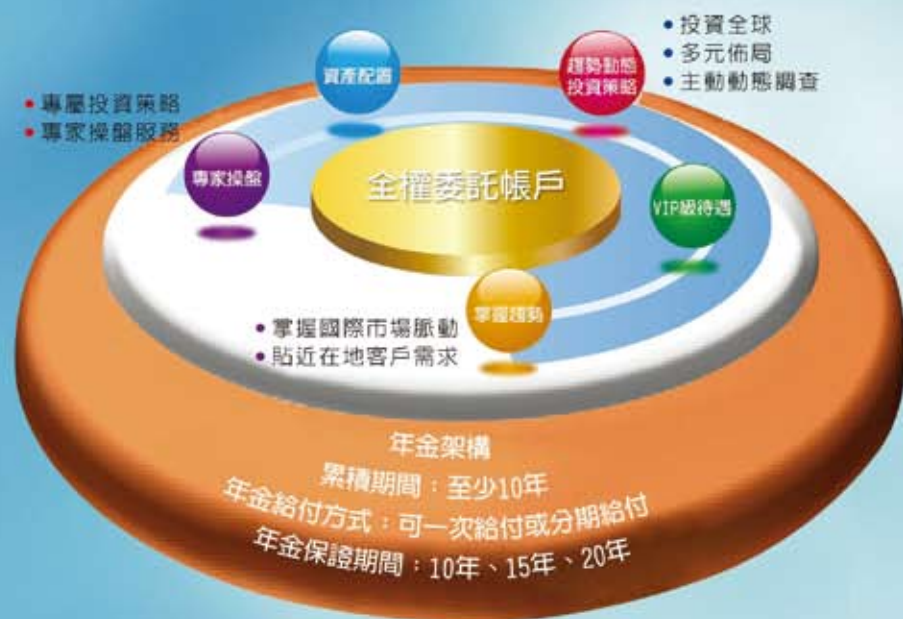 資產配置
趨勢動態
投資策略
• 投資全球
• 多元佈局
• 主動動態調查
• 專屬投資策略
• 專家操盤服務
專家操盤
全權委託帳戶
VIP級待遇
掌握趨勢
• 掌握國際市場脈動
• 貼近在地客戶需求
年金架構
累積期間：至少10年
年金給付方式：可一次給付或分期給付
年金保證期間：10年、15年、20年